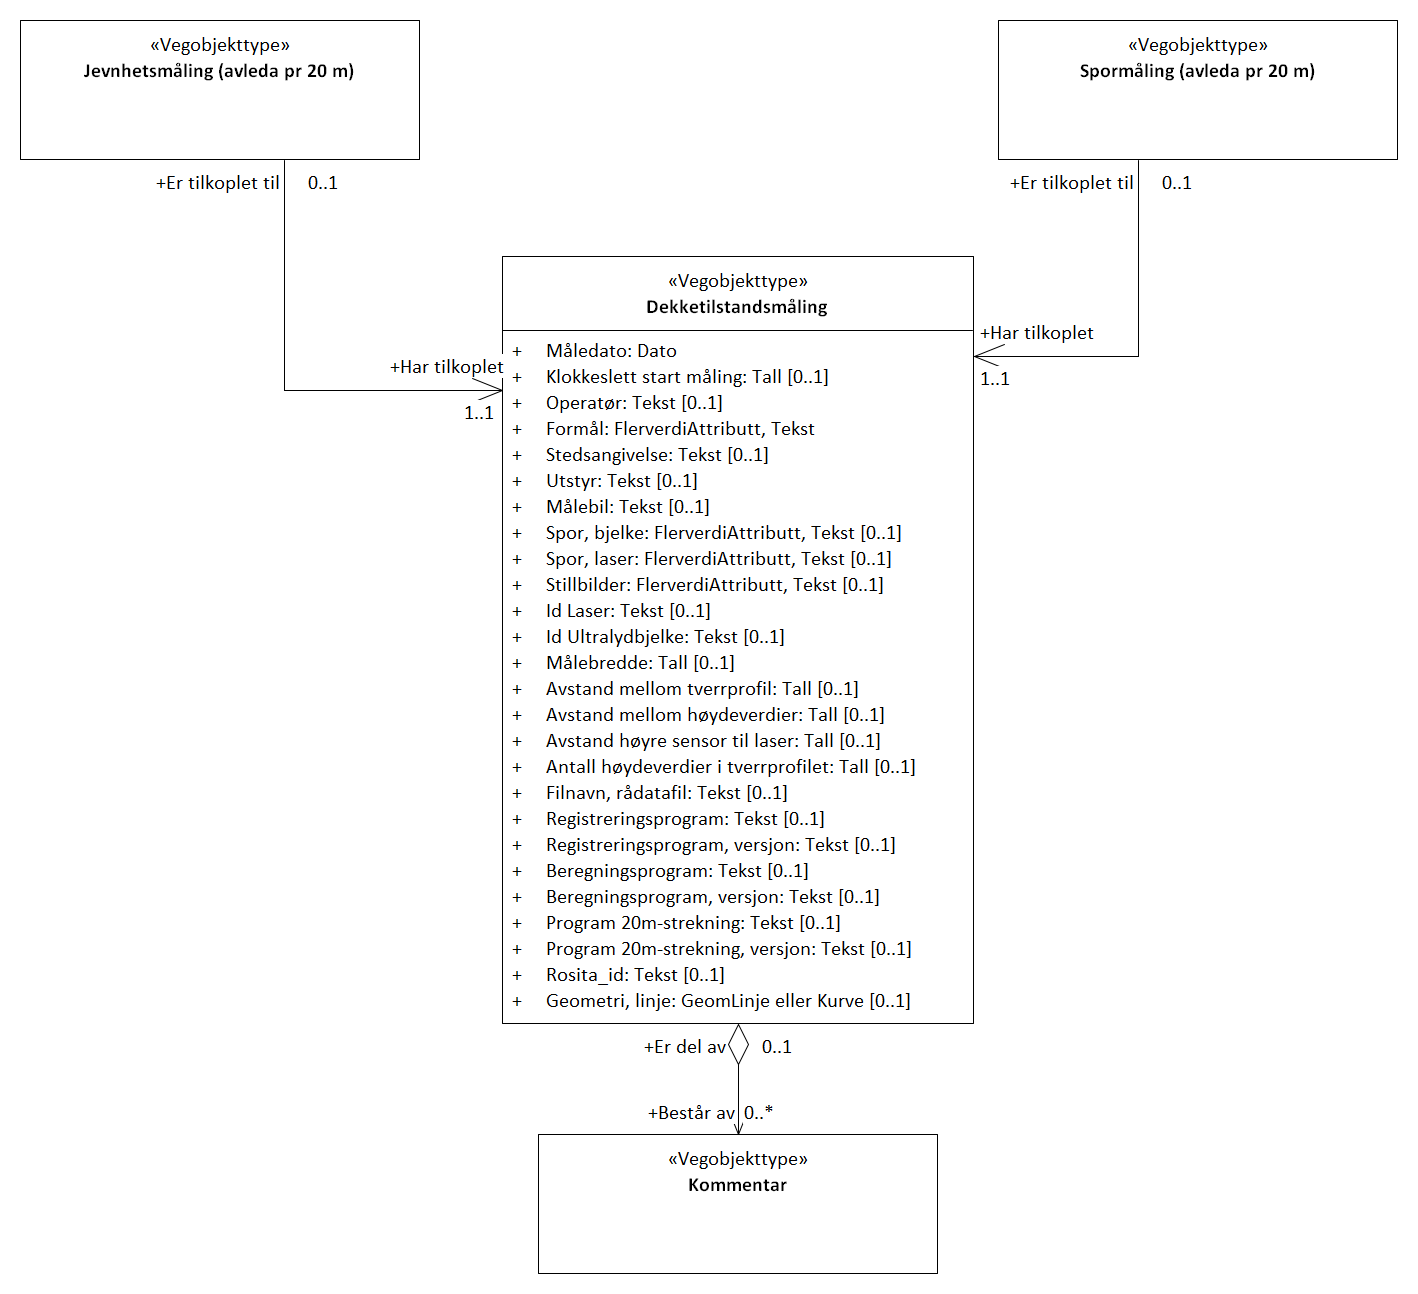 «Vegobjekttype»
Jevnhetsmåling (avleda pr 20 m)
«Vegobjekttype»
Spormåling (avleda pr 20 m)
+Er tilkoplet til 0..1
+Er tilkoplet til 0..1
«Vegobjekttype»
Dekketilstandsmåling
+Har tilkoplet
1..1
+Har tilkoplet
1..1
+ Måledato: Dato
+ Klokkeslett start måling: Tall [0..1]
+ Operatør: Tekst [0..1]
+ Formål: FlerverdiAttributt, Tekst
+ Stedsangivelse: Tekst [0..1]
+ Utstyr: Tekst [0..1]
+ Målebil: Tekst [0..1]
+ Spor, bjelke: FlerverdiAttributt, Tekst [0..1]
+ Spor, laser: FlerverdiAttributt, Tekst [0..1]
+ Stillbilder: FlerverdiAttributt, Tekst [0..1]
+ Id Laser: Tekst [0..1]
+ Id Ultralydbjelke: Tekst [0..1]
+ Målebredde: Tall [0..1]
+ Avstand mellom tverrprofil: Tall [0..1]
+ Avstand mellom høydeverdier: Tall [0..1]
+ Avstand høyre sensor til laser: Tall [0..1]
+ Antall høydeverdier i tverrprofilet: Tall [0..1]
+ Filnavn, rådatafil: Tekst [0..1]
+ Registreringsprogram: Tekst [0..1]
+ Registreringsprogram, versjon: Tekst [0..1]
+ Beregningsprogram: Tekst [0..1]
+ Beregningsprogram, versjon: Tekst [0..1]
+ Program 20m-strekning: Tekst [0..1]
+ Program 20m-strekning, versjon: Tekst [0..1]
+ Rosita_id: Tekst [0..1]
+ Geometri, linje: GeomLinje eller Kurve [0..1]
+Er del av 0..1
+Består av 0..*
«Vegobjekttype»
Kommentar